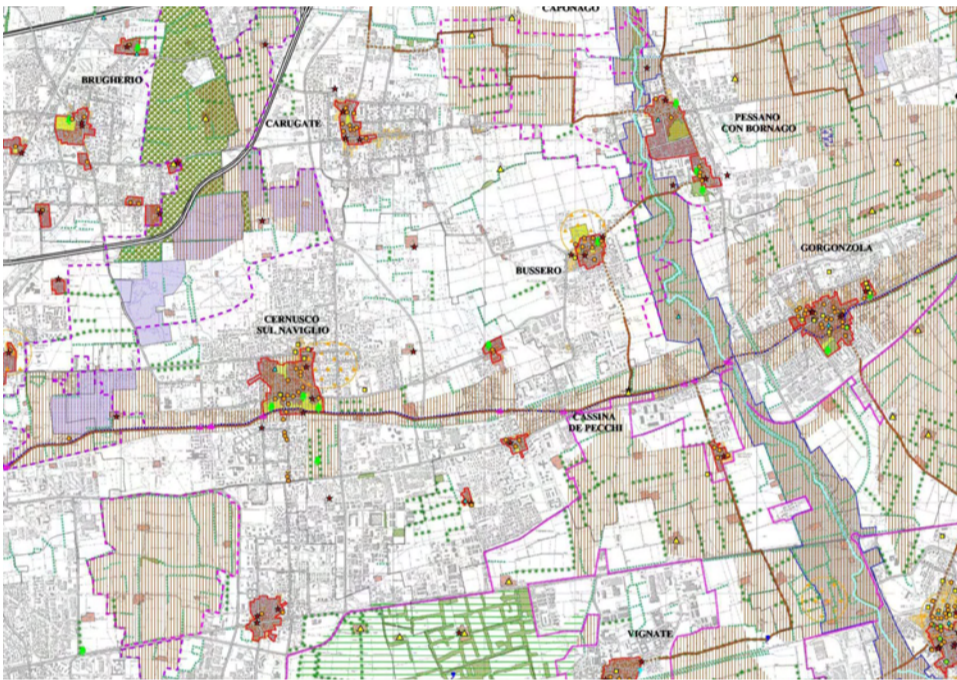 CAPONAGO
BRUGHERIO
CARUGATE
PESSANO
CON BORNAGO
GORGONZOLA
BUSSERO
CERNUSCO
SUL NAVIGLIO
CASSINA
DE PECCHI
VIGNATE